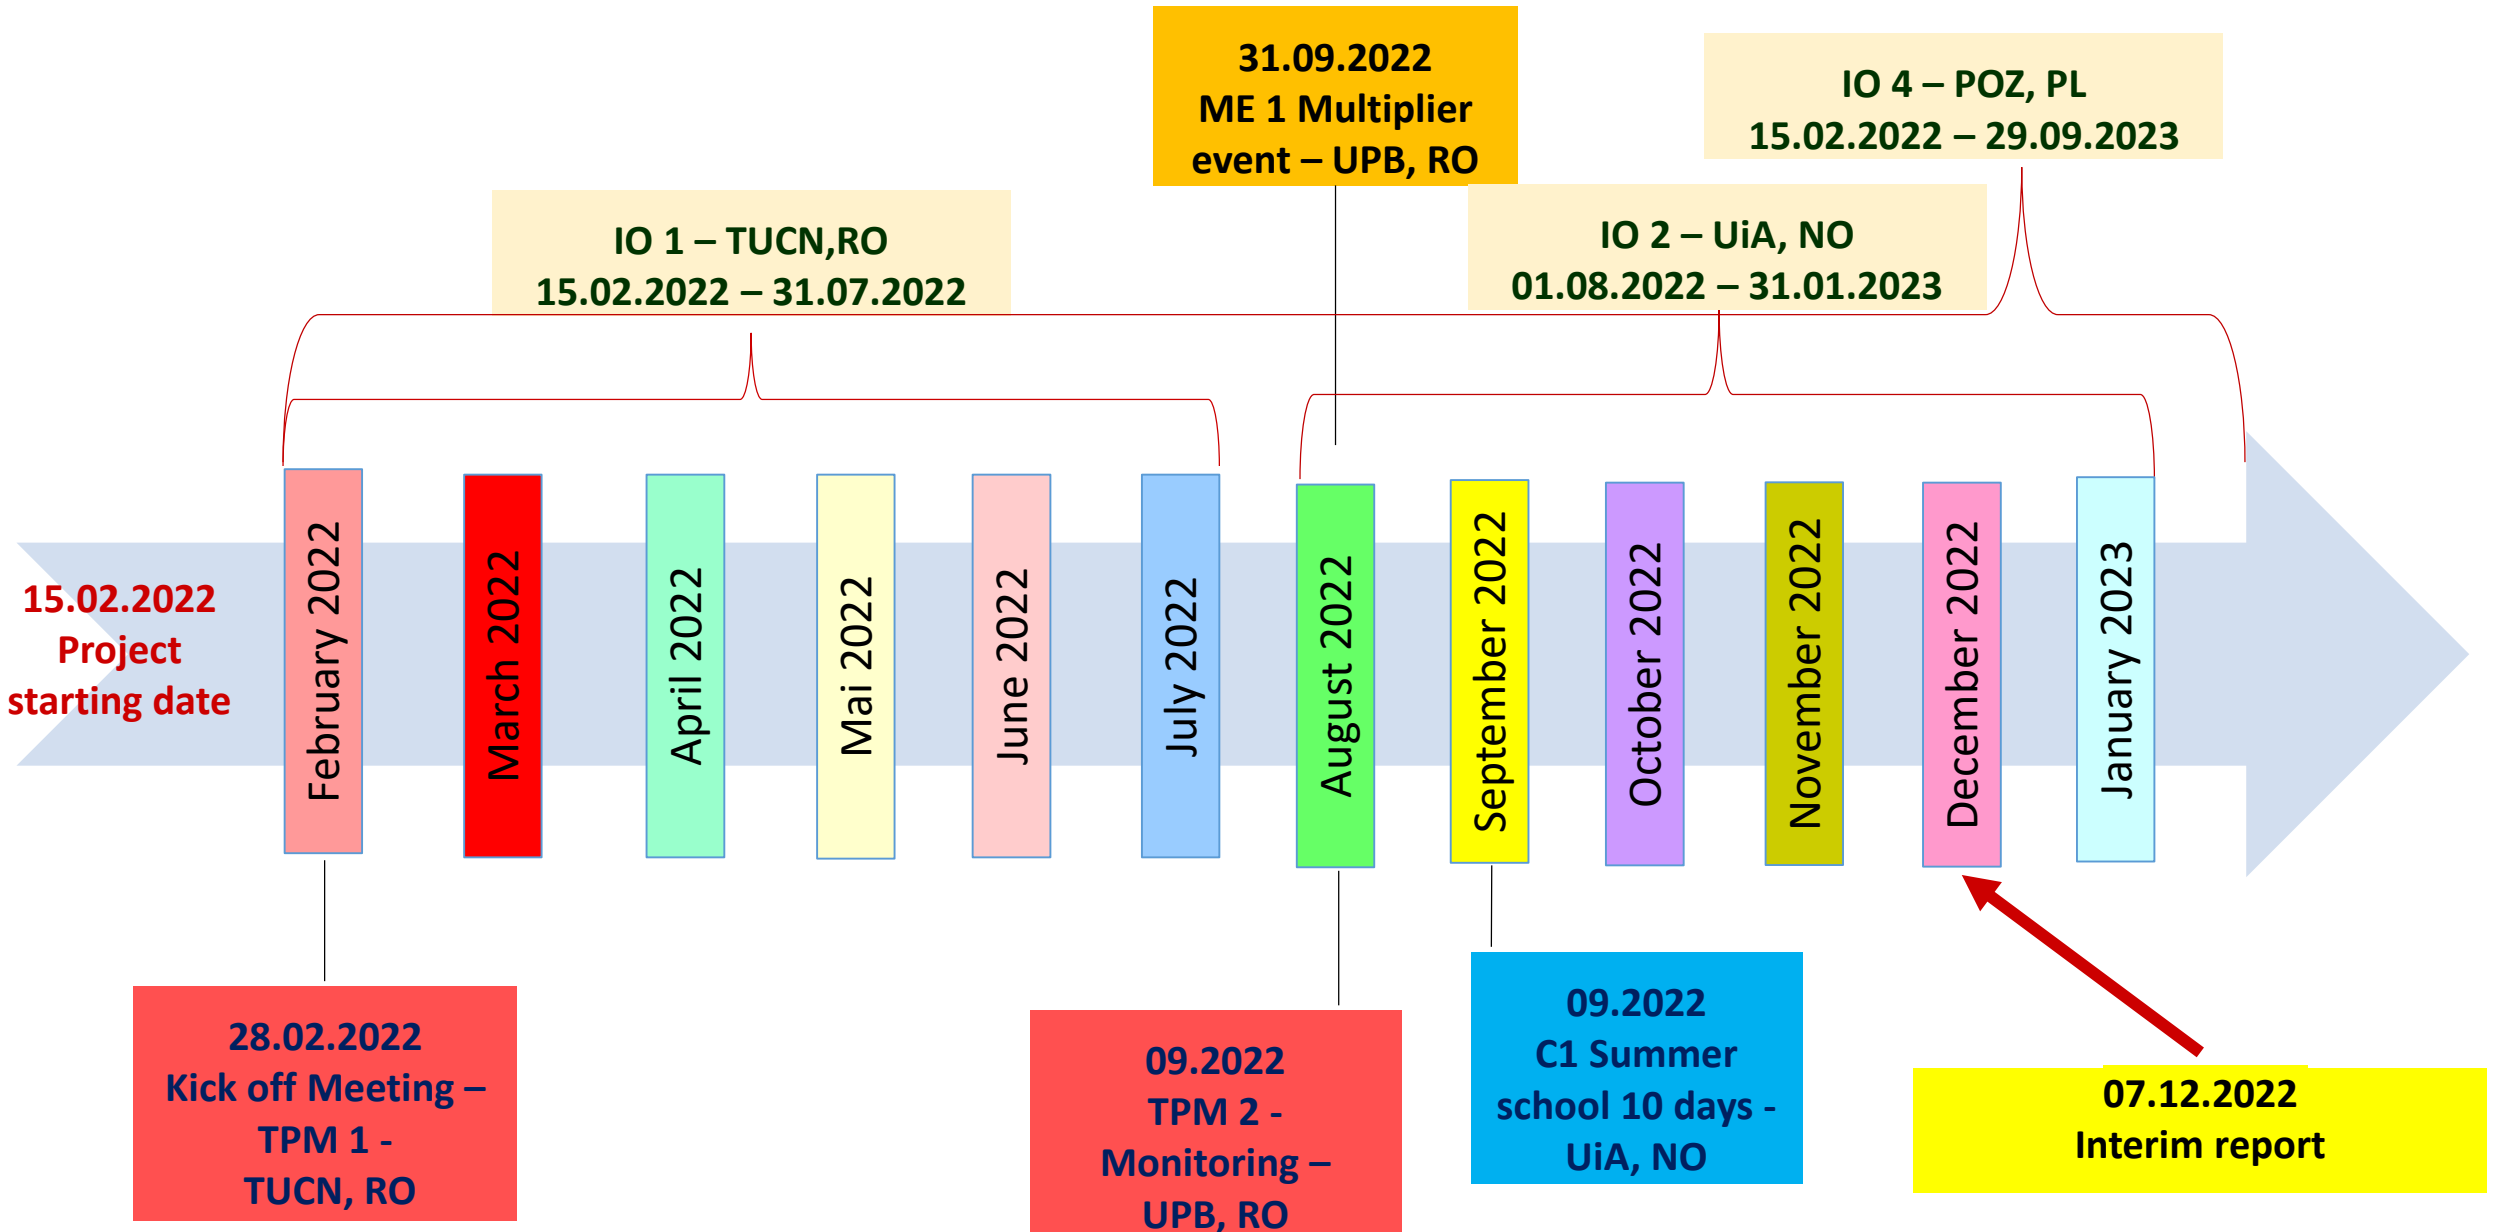 31.09.2022
ME 1 Multiplier
event – UPB, RO
IO 4 – POZ, PL
15.02.2022 – 29.09.2023
IO 1 – TUCN,RO
15.02.2022 – 31.07.2022
IO 2 – UiA, NO
01.08.2022 – 31.01.2023
15.02.2022
Project
starting date
February 2022
March 2022
April 2022
Mai 2022
June 2022
July 2022
August 2022
September 2022
October 2022
November 2022
December 2022
January 2023
28.02.2022
Kick off Meeting –
TPM 1 -
TUCN, RO
09.2022
TPM 2 -
Monitoring –
UPB, RO
09.2022
C1 Summer
school 10 days -
UiA, NO
07.12.2022
Interim report